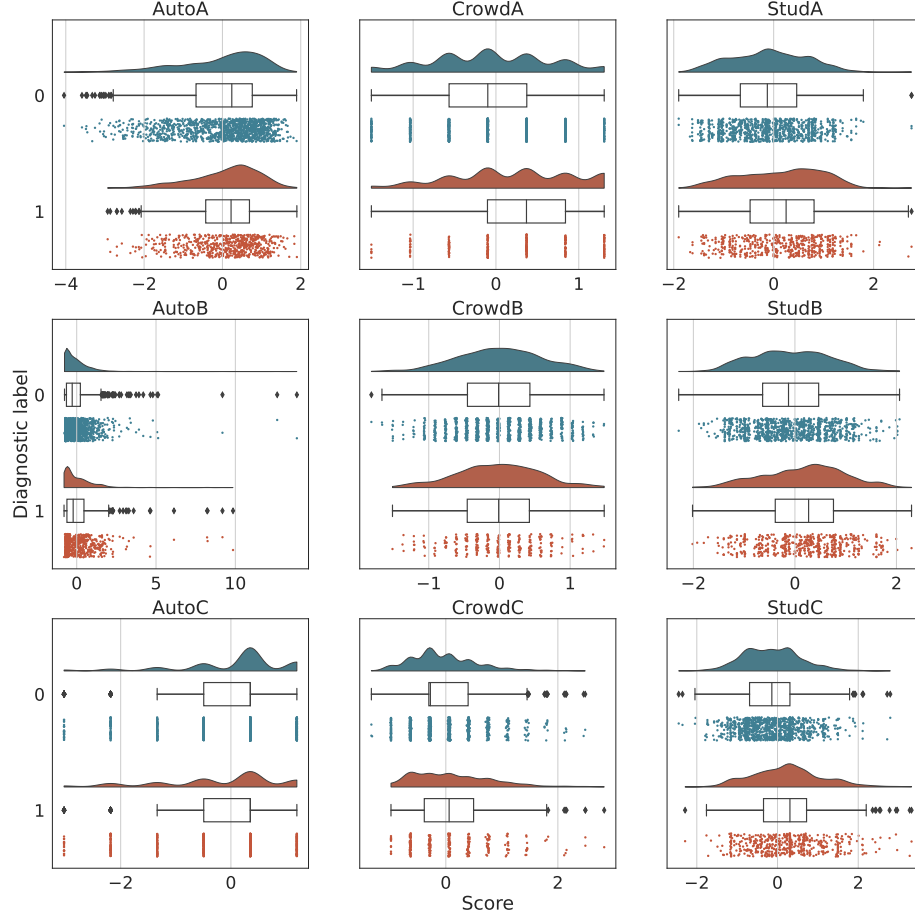 AutoA CrowdA StudA
0
1
−4 −2 0 2 −1 0 1 −2 0 2
AutoB CrowdB StudB
0
1
0 5 10 −1 0 1 −2 0 2
AutoC CrowdC StudC
0
1
−2 0 0 2 −2 0 2
Diagnostic label
Score